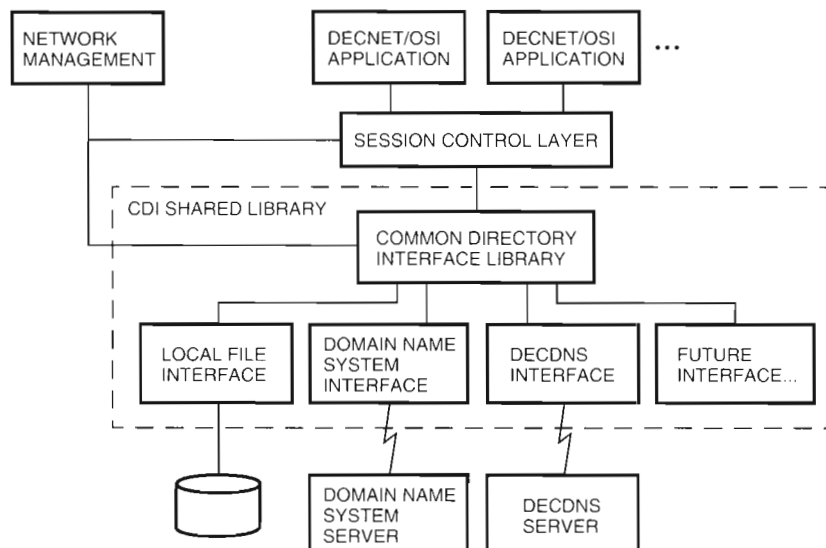 NETWORK
MANAGEMENT
DECNET/OSI
APPLICATION
DECNET/OSI
APPLICATION
...
SESSION CONTROL LAYER
CDI SHARED LIBRARY
COMMON DIRECTORY
INTERFACE LIBRARY
LOCAL FILE
INTERFACE
DOMAIN NAME
SYSTEM
INTERFACE
DECDNS
INTERFACE
FUTURE
INTERFACE...
DOMAIN NAME
SYSTEM
SERVER
DECDNS
SERVER